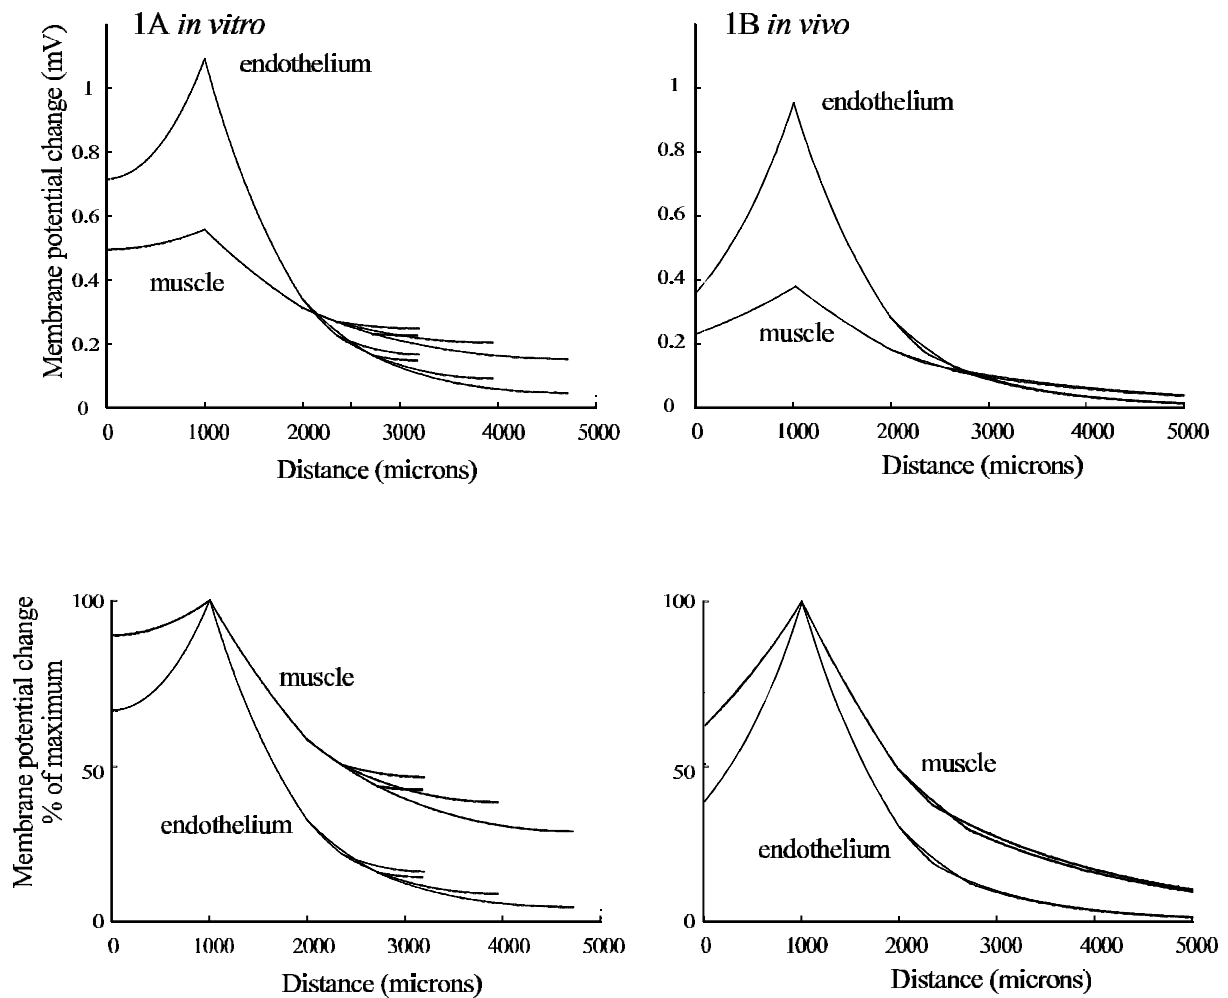 1A in vitro
Membrane potential change (mV)
endothelium
muscle
1
0.8
0.6
0.4
0.2
0
0 1000 2000 3000 4000 5000
Distance (microns)
1B in vivo
endothelium
muscle
1
0.8
0.6
0.4
0.2
0
0 1000 2000 3000 4000 5000
Distance (microns)
Membrane potential change
% of maximum
100
50
0
muscle
endothelium
0 1000 2000 3000 4000 5000
Distance (microns)
100
50
0
muscle
endothelium
0 1000 2000 3000 4000 5000
Distance (microns)